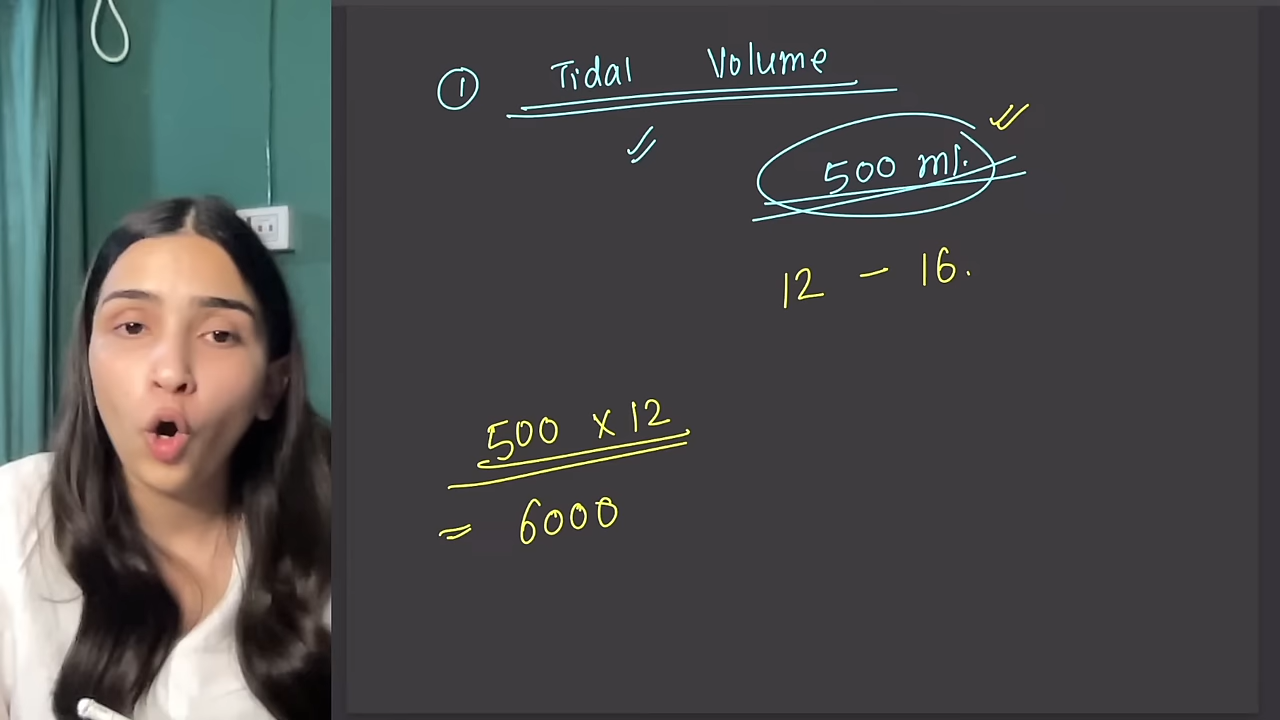 ① Tidal Volume
500 ml.
12 - 16.
500 x 12
= 6000